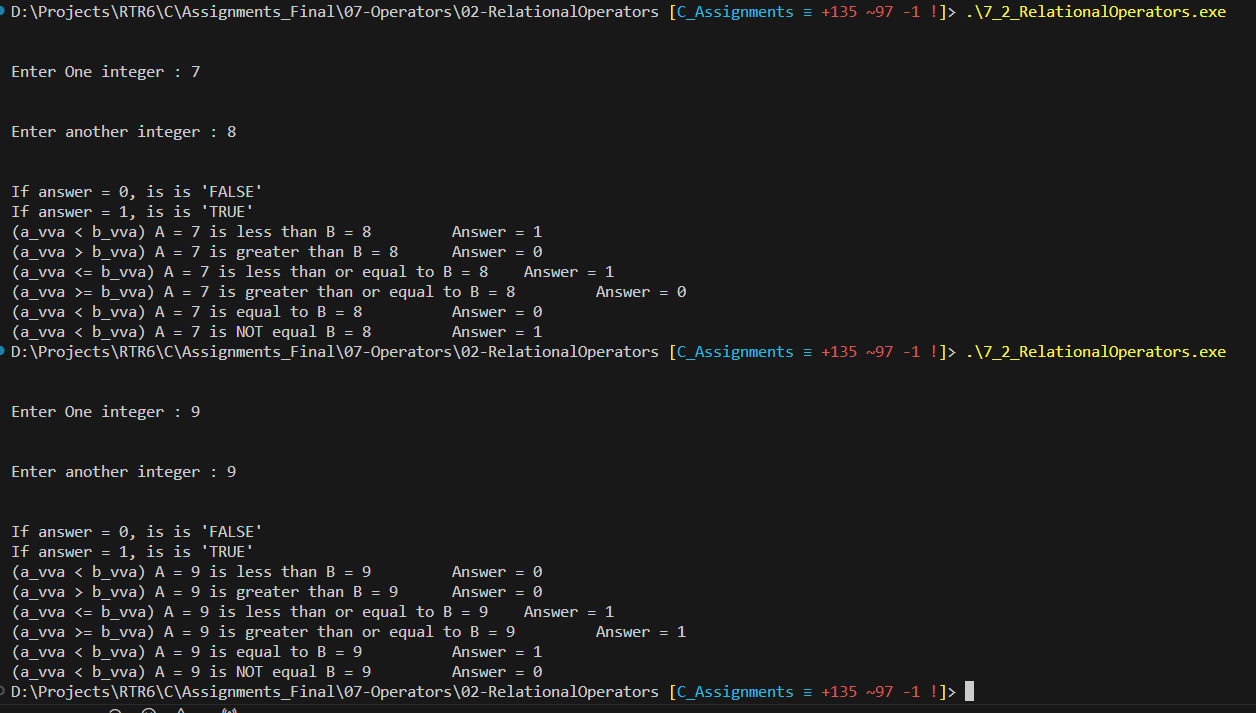 D:\Projects\RTR6\C\Assignments_Final\07-Operators\02-RelationalOperators [C_Assignments ≡ +135 ~97 -1 !]> .\7_2_RelationalOperators.exe
Enter One integer : 7
Enter another integer : 8
If answer = 0, is is 'FALSE'
If answer = 1, is is 'TRUE'
(a_vva < b_vva) A = 7 is less than B = 8 Answer = 1
(a_vva > b_vva) A = 7 is greater than B = 8 Answer = 0
(a_vva <= b_vva) A = 7 is less than or equal to B = 8 Answer = 1
(a_vva >= b_vva) A = 7 is greater than or equal to B = 8 Answer = 0
(a_vva < b_vva) A = 7 is equal to B = 8 Answer = 0
(a_vva < b_vva) A = 7 is NOT equal B = 8 Answer = 1
D:\Projects\RTR6\C\Assignments_Final\07-Operators\02-RelationalOperators [C_Assignments ≡ +135 ~97 -1 !]> .\7_2_RelationalOperators.exe
Enter One integer : 9
Enter another integer : 9
If answer = 0, is is 'FALSE'
If answer = 1, is is 'TRUE'
(a_vva < b_vva) A = 9 is less than B = 9 Answer = 0
(a_vva > b_vva) A = 9 is greater than B = 9 Answer = 0
(a_vva <= b_vva) A = 9 is less than or equal to B = 9 Answer = 1
(a_vva >= b_vva) A = 9 is greater than or equal to B = 9 Answer = 1
(a_vva < b_vva) A = 9 is equal to B = 9 Answer = 1
(a_vva < b_vva) A = 9 is NOT equal B = 9 Answer = 0
D:\Projects\RTR6\C\Assignments_Final\07-Operators\02-RelationalOperators [C_Assignments ≡ +135 ~97 -1 !]>